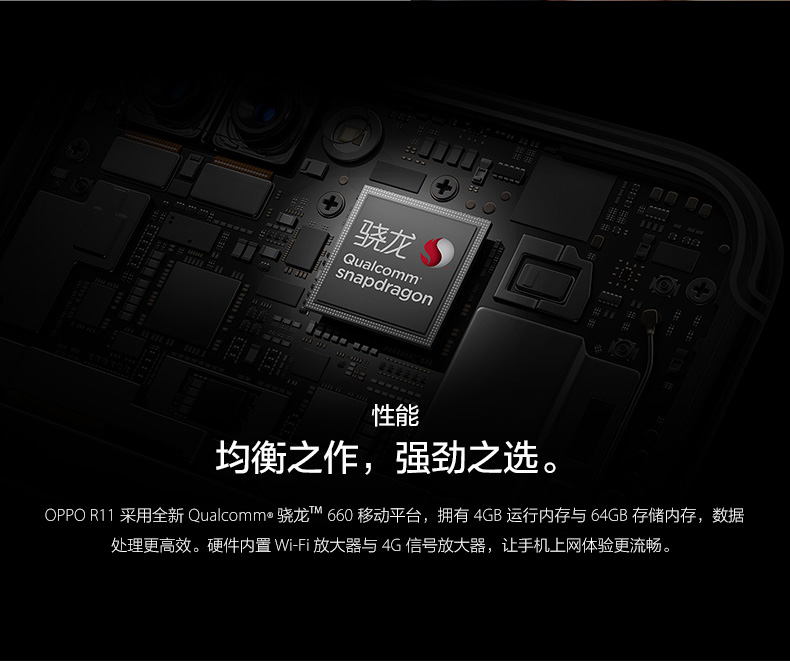 骁龙
Qualcomm
snapdragon
性能
均衡之作，强劲之选。
OPPO R11 采用全新 Qualcomm® 骁龙™ 660 移动平台，拥有 4GB 运行内存与 64GB 存储内存，数据
处理更高效。硬件内置 Wi-Fi 放大器与 4G 信号放大器，让手机上网体验更流畅。